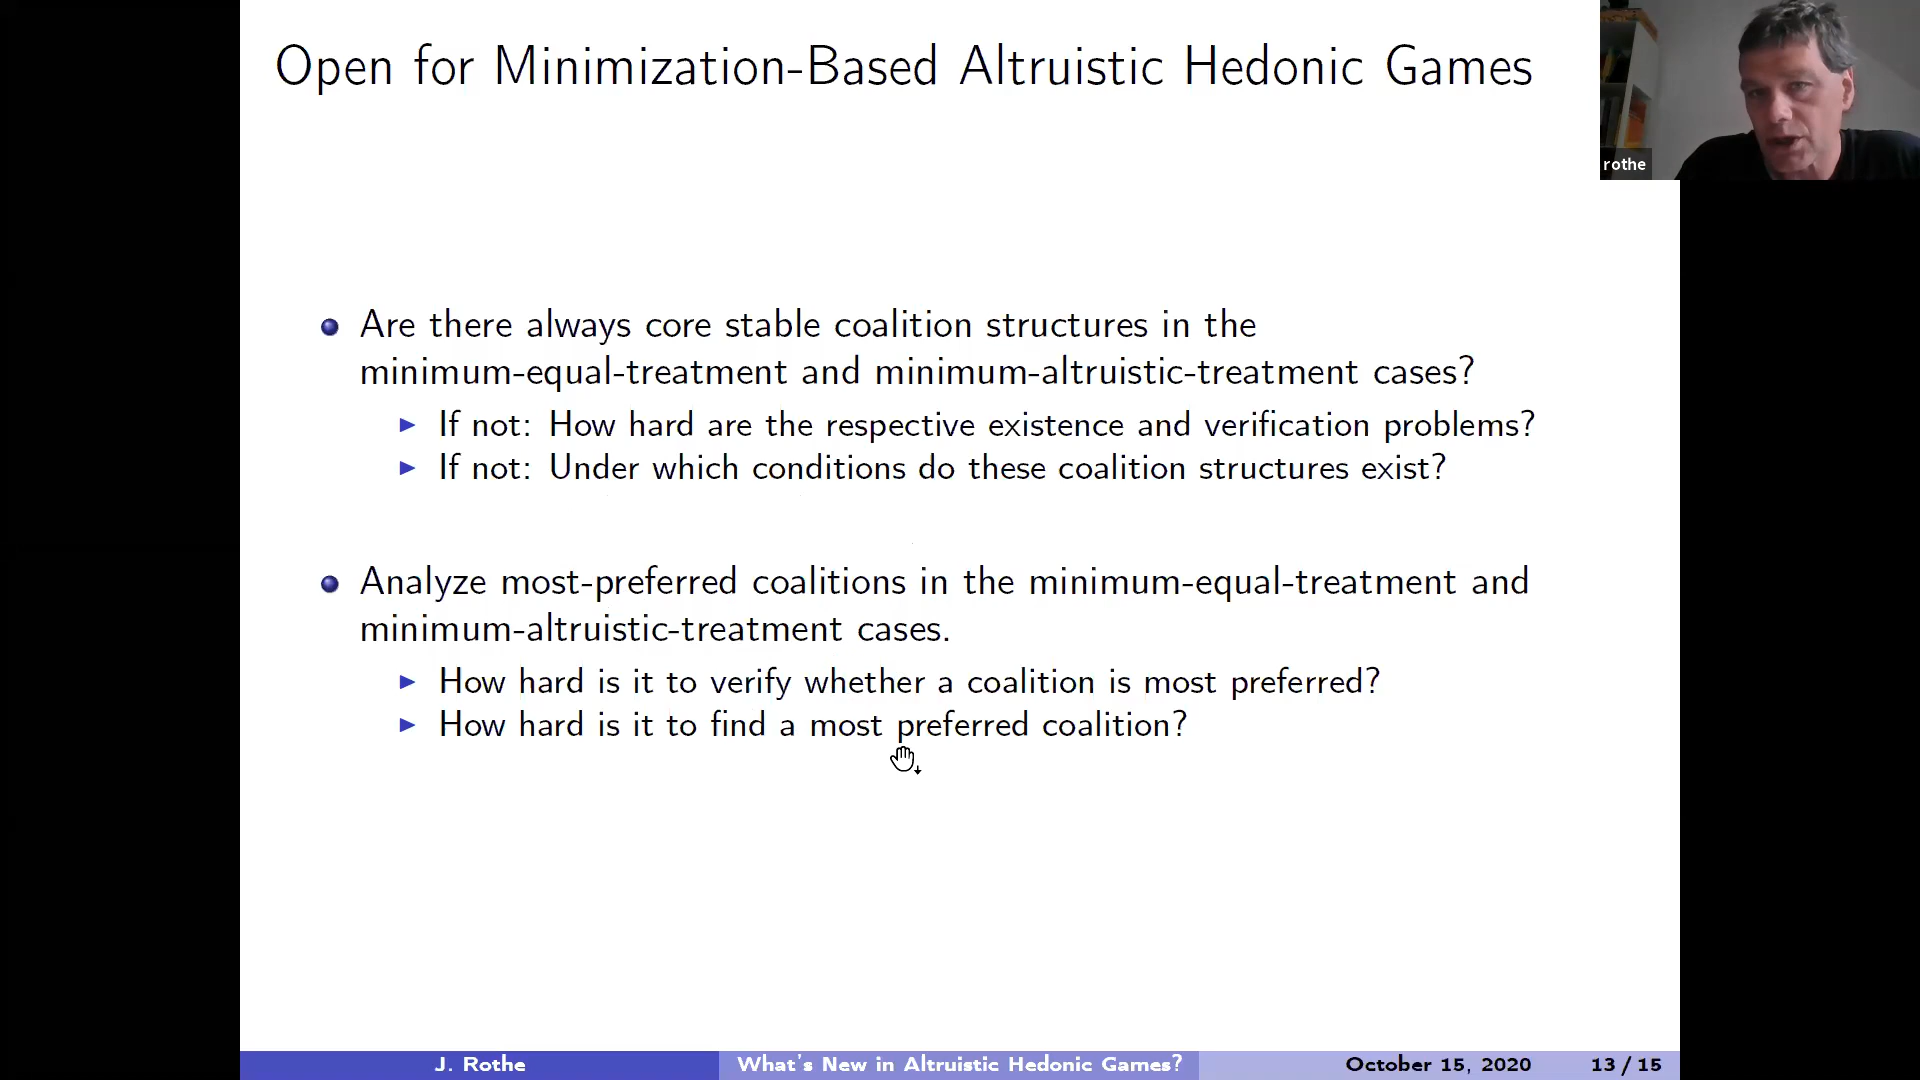 Open for Minimization-Based Altruistic Hedonic Games
rothe
Are there always core stable coalition structures in the
minimum-equal-treatment and minimum-altruistic-treatment cases?
If not: How hard are the respective existence and verification problems?
If not: Under which conditions do these coalition structures exist?
Analyze most-preferred coalitions in the minimum-equal-treatment and
minimum-altruistic-treatment cases.
How hard is it to verify whether a coalition is most preferred?
How hard is it to find a most preferred coalition?
J. Rothe What's New in Altruistic Hedonic Games? October 15, 2020 13 / 15